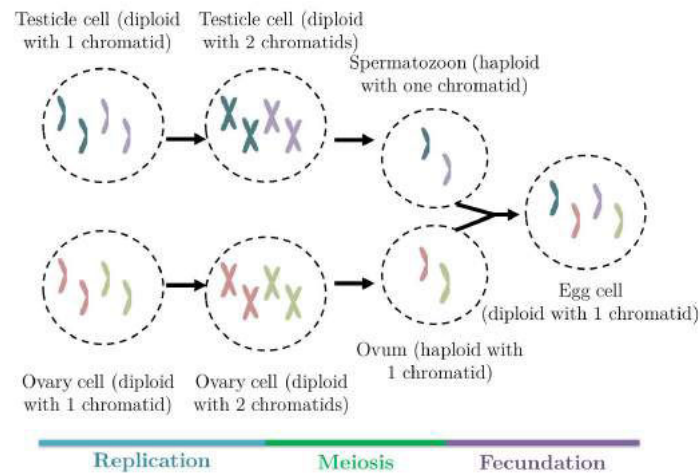 Testicle cell (diploid
with 1 chromatid)
Testicle cell (diploid
with 2 chromatids)
Spermatozoon (haploid
with one chromatid)
Egg cell
(diploid with 1 chromatid)
Ovum (haploid with
1 chromatid)
Ovary cell (diploid
with 1 chromatid)
Ovary cell (diploid
with 2 chromatids)
Replication
Meiosis
Fecundation